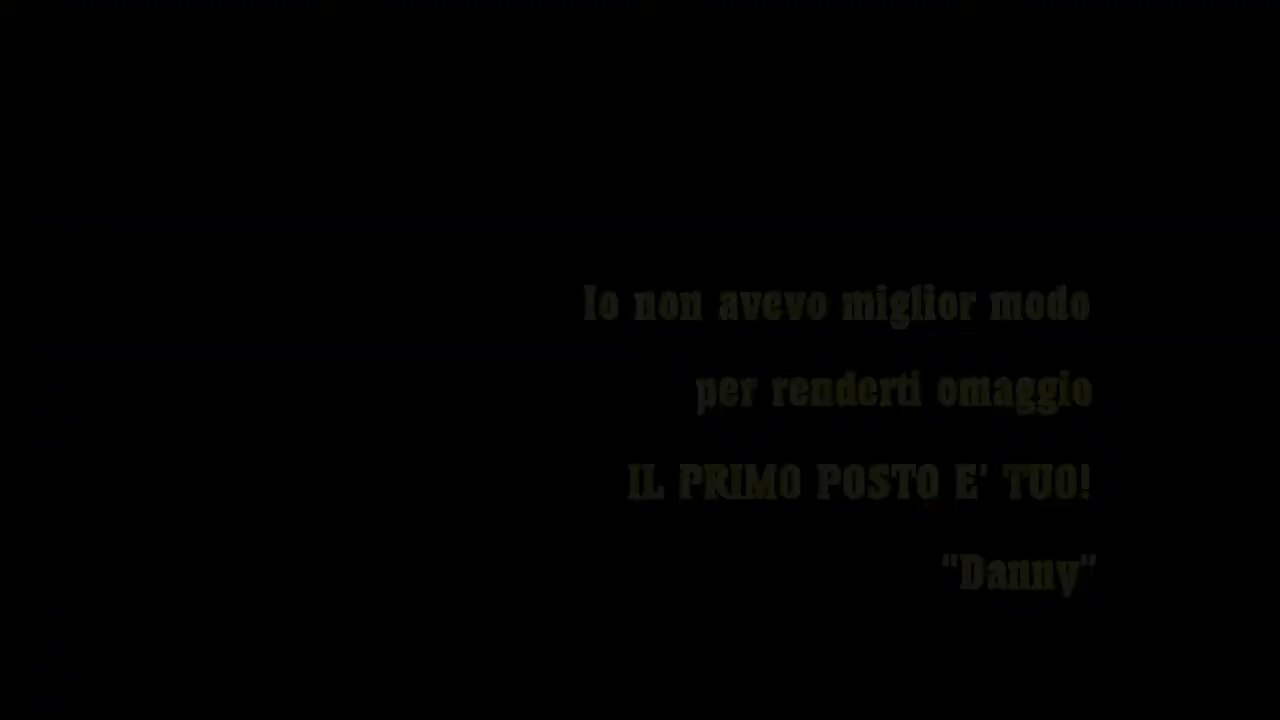 Io non avevo miglior modo
per renderti omaggio
IL PRIMO POSTO E' TUO!
"Danny"